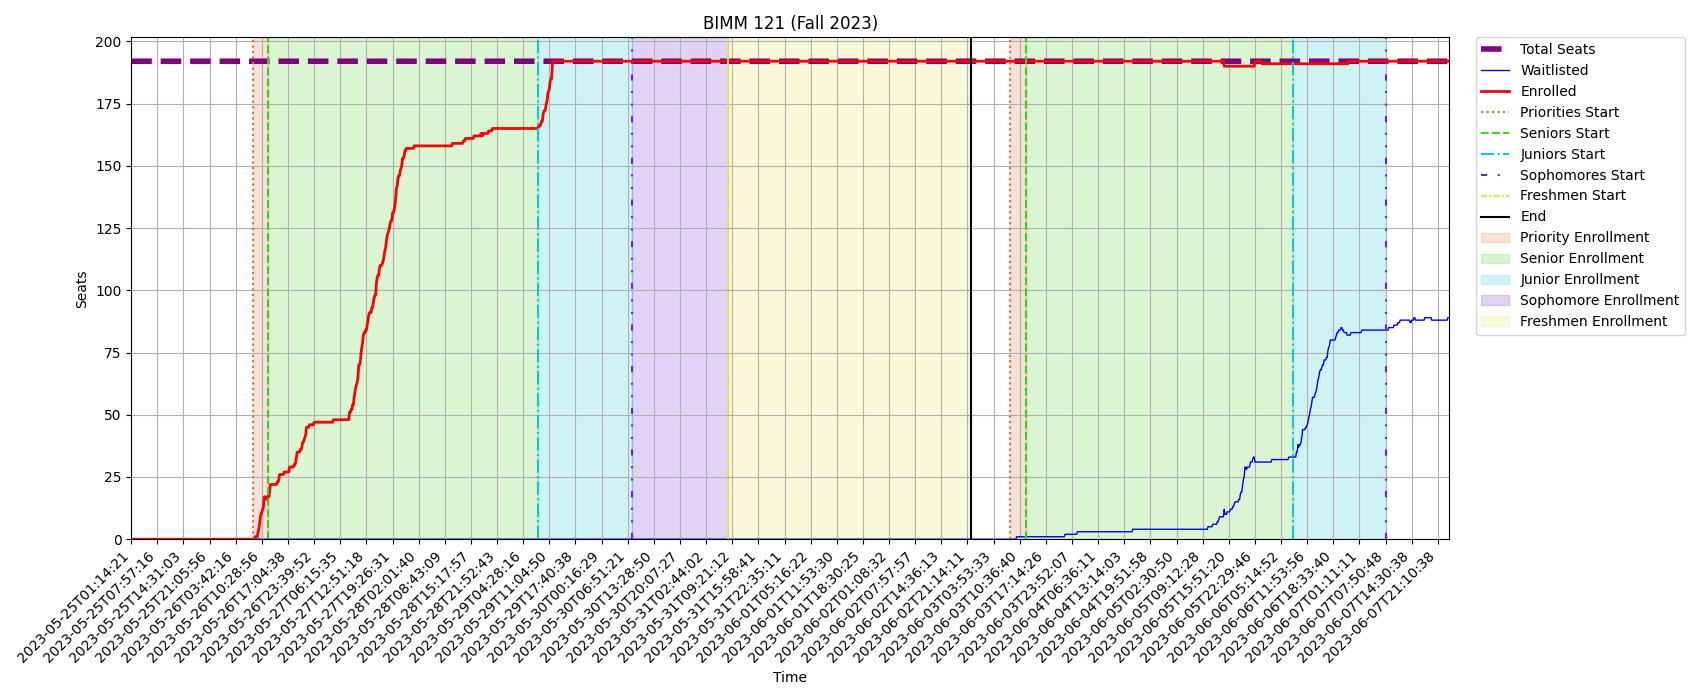 BIMM 121 (Fall 2023)
Seats
200
175
150
125
100
75
50
25
0
2023-05-25T01:14:21
2023-05-25T07:57:16
2023-05-25T14:31:03
2023-05-25T21:05:56
2023-05-26T03:42:16
2023-05-26T10:28:56
2023-05-26T17:04:38
2023-05-26T23:39:52
2023-05-27T06:15:35
2023-05-27T12:51:18
2023-05-27T19:26:31
2023-05-28T02:01:40
2023-05-28T08:43:09
2023-05-28T15:17:57
2023-05-28T21:52:43
2023-05-29T04:28:16
2023-05-29T11:04:50
2023-05-29T17:40:38
2023-05-30T00:16:29
2023-05-30T06:51:21
2023-05-30T13:28:50
2023-05-30T20:07:27
2023-05-31T02:44:02
2023-05-31T09:21:12
2023-05-31T15:58:41
2023-05-31T22:35:11
2023-06-01T05:16:22
2023-06-01T11:53:30
2023-06-01T18:30:25
2023-06-02T01:08:32
2023-06-02T07:57:57
2023-06-02T14:36:13
2023-06-02T21:14:11
2023-06-03T03:53:33
2023-06-03T10:36:40
2023-06-03T17:14:26
2023-06-03T23:52:07
2023-06-04T06:36:11
2023-06-04T13:14:03
2023-06-04T19:51:58
2023-06-05T02:30:50
2023-06-05T09:12:28
2023-06-05T15:51:20
2023-06-05T22:29:46
2023-06-06T05:14:52
2023-06-06T11:53:56
2023-06-06T18:33:40
2023-06-07T01:11:11
2023-06-07T07:50:48
2023-06-07T14:30:38
2023-06-07T21:10:38
Time
Total Seats
Waitlisted
Enrolled
Priorities Start
Seniors Start
Juniors Start
Sophomores Start
Freshmen Start
End
Priority Enrollment
Senior Enrollment
Junior Enrollment
Sophomore Enrollment
Freshmen Enrollment